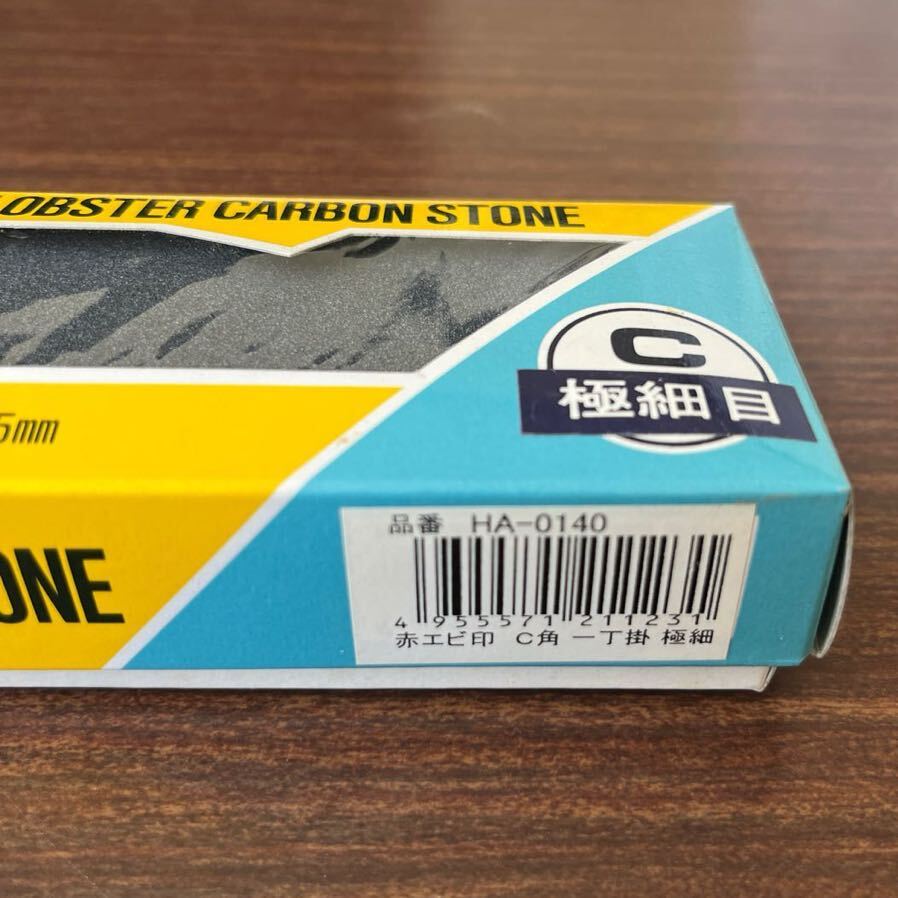 LOBSTER CARBON STONE
C
極細目
5mm
ONE
品番 HA-0140
4 955571 211231
赤エビ印 C角 一丁掛 極細